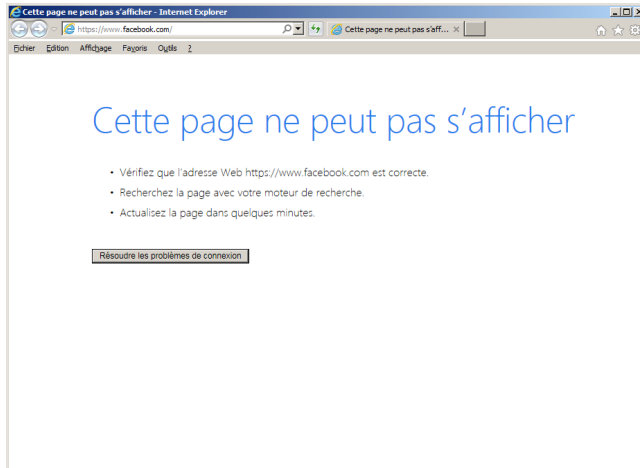 Cette page ne peut pas s'afficher - Internet Explorer
https://www.facebook.com/
Cette page ne peut pas s'aff...
Fichier Edition Affichage Favoris Outils ?
Cette page ne peut pas s'afficher
• Vérifiez que l'adresse Web https://www.facebook.com est correcte.
• Recherchez la page avec votre moteur de recherche.
• Actualisez la page dans quelques minutes.
Résoudre les problèmes de connexion